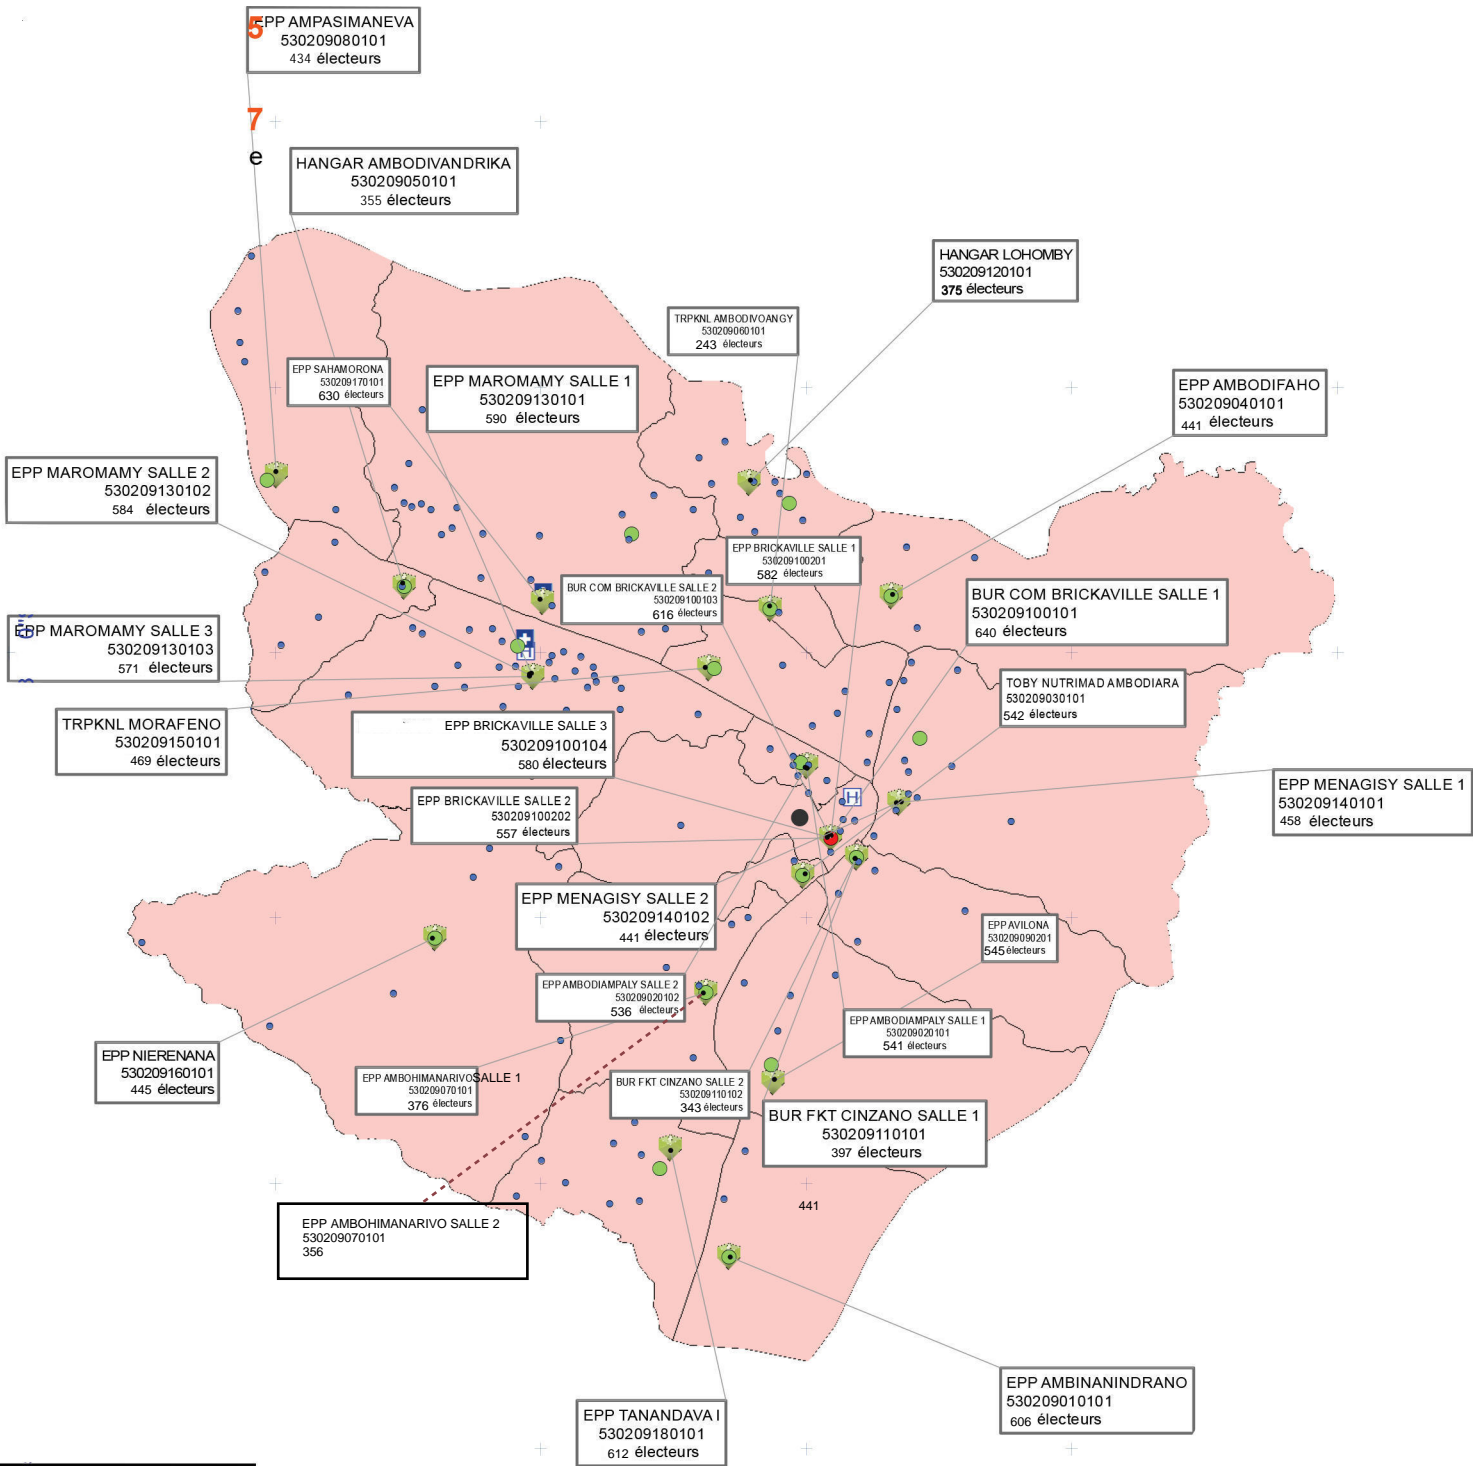 EPP AMPASIMANEVA
530209080101
434 électeurs
5
7
e
HANGAR AMBODIVANDRIKA
530209050101
355 électeurs
HANGAR LOHOMBY
530209120101
375 électeurs
TRPKNL AMBODIVOANGY
530209060101
243 électeurs
EPP SAHAMORONA
530209170101
630 électeurs
EPP MAROMAMY SALLE 1
530209130101
590 électeurs
EPP AMBODIFAHO
530209040101
441 électeurs
EPP MAROMAMY SALLE 2
530209130102
584 électeurs
EPP BRICKAVILLE SALLE 1
530209100201
582 électeurs
BUR COM BRICKAVILLE SALLE 2
530209100103
616 électeurs
BUR COM BRICKAVILLE SALLE 1
530209100101
640 électeurs
EPP MAROMAMY SALLE 3
530209130103
571 électeurs
H
TOBY NUTRIMAD AMBODIARA
530209030101
542 électeurs
TRPKNL MORAFENO
530209150101
469 électeurs
EPP BRICKAVILLE SALLE 3
530209100104
580 électeurs
EPP MENAGISY SALLE 1
530209140101
458 électeurs
EPP BRICKAVILLE SALLE 2
530209100202
557 électeurs
H
EPP MENAGISY SALLE 2
530209140102
441 électeurs
EPP AVILONA
530209090201
545 électeurs
EPP AMBODIAMPALY SALLE 2
530209020102
536 électeurs
EPP AMBODIAMPALY SALLE 1
530209020101
541 électeurs
EPP NIERENANA
530209160101
445 électeurs
EPP AMBOHIMANARIVO SALLE 1
530209070101
376 électeurs
BUR FKT CINZANO SALLE 2
530209110102
343 électeurs
BUR FKT CINZANO SALLE 1
530209110101
397 électeurs
441
EPP AMBOHIMANARIVO SALLE 2
530209070101
356
EPP AMBINANINDRANO
530209010101
606 électeurs
EPP TANANDAVA I
530209180101
612 électeurs